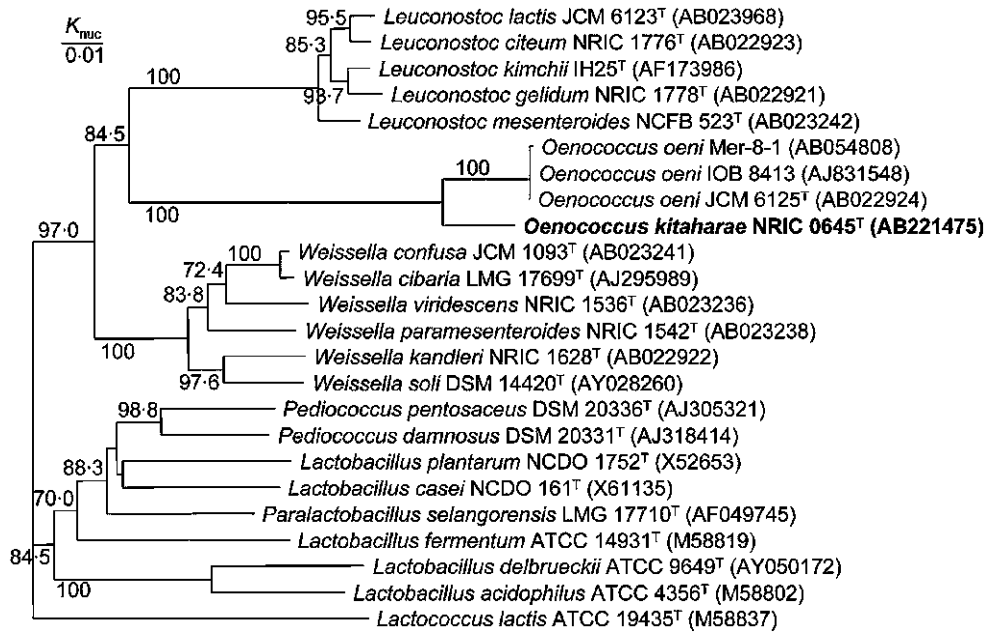 K nuc
0·01
95·5
Leuconostoc lactis JCM 6123ᵀ (AB023968)
Leuconostoc citeum NRIC 1776ᵀ (AB022923)
85·3
Leuconostoc kimchii IH25ᵀ (AF173986)
100
93·7
Leuconostoc gelidum NRIC 1778ᵀ (AB022921)
Leuconostoc mesenteroides NCFB 523ᵀ (AB023242)
84·5
Oenococcus oeni Mer-8-1 (AB054808)
100
Oenococcus oeni IOB 8413 (AJ831548)
Oenococcus oeni JCM 6125ᵀ (AB022924)
100
Oenococcus kitaharae NRIC 0645ᵀ (AB221475)
97·0
Weissella confusa JCM 1093ᵀ (AB023241)
100
72·4
Weissella cibaria LMG 17699ᵀ (AJ295989)
83·8
Weissella viridescens NRIC 1536ᵀ (AB023236)
Weissella paramesenteroides NRIC 1542ᵀ (AB023238)
100
Weissella kandleri NRIC 1628ᵀ (AB022922)
97·6
Weissella soli DSM 14420ᵀ (AY028260)
98·8
Pediococcus pentosaceus DSM 20336ᵀ (AJ305321)
Pediococcus damnosus DSM 20331ᵀ (AJ318414)
Lactobacillus plantarum NCDO 1752ᵀ (X52653)
88·3
Lactobacillus casei NCDO 161ᵀ (X61135)
70·0
Paralactobacillus selangorensis LMG 17710ᵀ (AF049745)
Lactobacillus fermentum ATCC 14931ᵀ (M58819)
84·5
Lactobacillus delbrueckii ATCC 9649ᵀ (AY050172)
100
Lactobacillus acidophilus ATCC 4356ᵀ (M58802)
Lactococcus lactis ATCC 19435ᵀ (M58837)